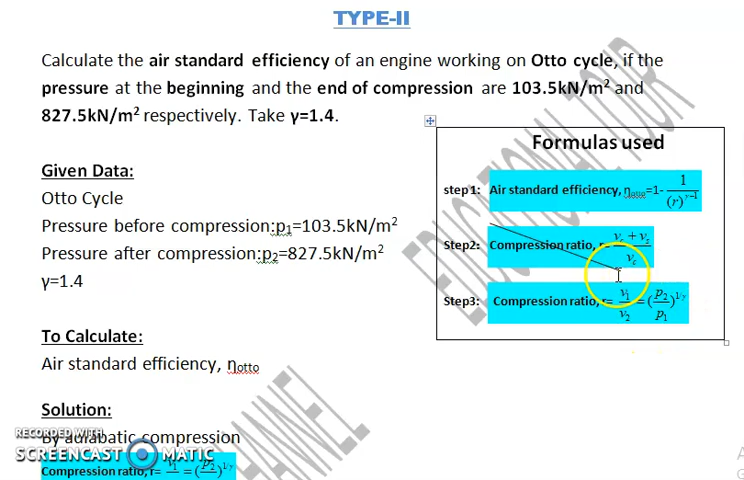 TYPE-II
Calculate the air standard efficiency of an engine working on Otto cycle, if the
pressure at the beginning and the end of compression are 103.5kN/m² and
827.5kN/m² respectively. Take γ=1.4.
Given Data:
Otto Cycle
Pressure before compression:p₁=103.5kN/m²
Pressure after compression:p₂=827.5kN/m²
γ=1.4
To Calculate:
Air standard efficiency, ηotto
Solution:
By adiabatic compression
Compression ratio, r= v₁/v₂ =(p₂/p₁)^1/γ
Formulas used
step1: Air standard efficiency, ηase=1- 1/(r)^γ-1
Step2: Compression ratio, r= (vc + vs)/vc
Step3: Compression ratio, r= v₁/v₂ =(p₂/p₁)^1/γ
EDUCATIONAL TOUR
CHANNEL
RECORDED WITH
SCREENCAST MATIC